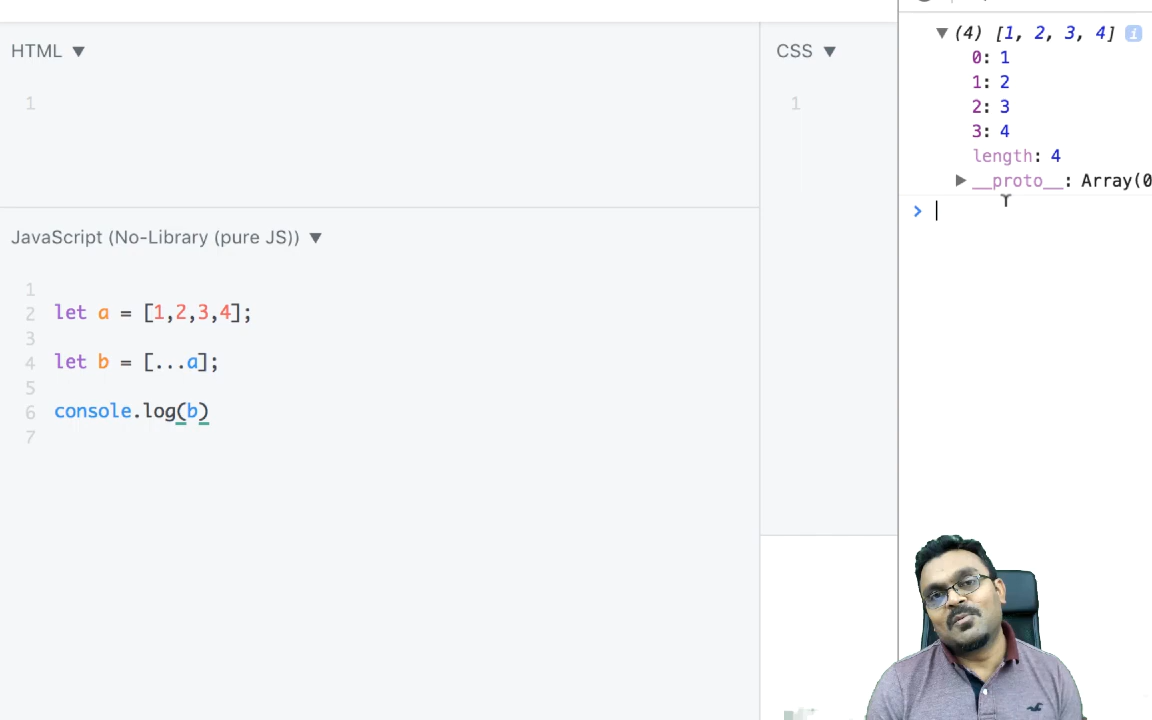 HTML ▼
1
CSS ▼
1
JavaScript (No-Library (pure JS)) ▼
1
2 let a = [1,2,3,4];
3
4 let b = [...a];
5
6 console.log(b)
7
▼ (4) [1, 2, 3, 4] i
0: 1
1: 2
2: 3
3: 4
length: 4
▶ __proto__: Array(0
>